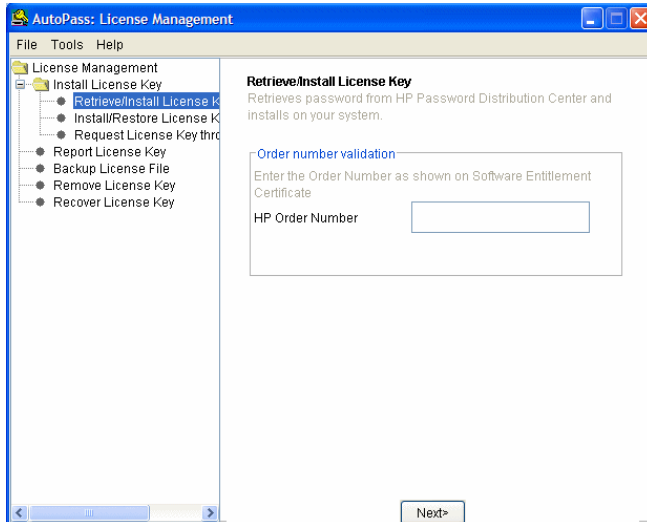 AutoPass: License Management
File Tools Help
License Management
Install License Key
Retrieve/Install License K
Install/Restore License K
Request License Key thro
Report License Key
Backup License File
Remove License Key
Recover License Key
Retrieve/Install License Key
Retrieves password from HP Password Distribution Center and
installs on your system.
Order number validation
Enter the Order Number as shown on Software Entitlement
Certificate
HP Order Number
Next>